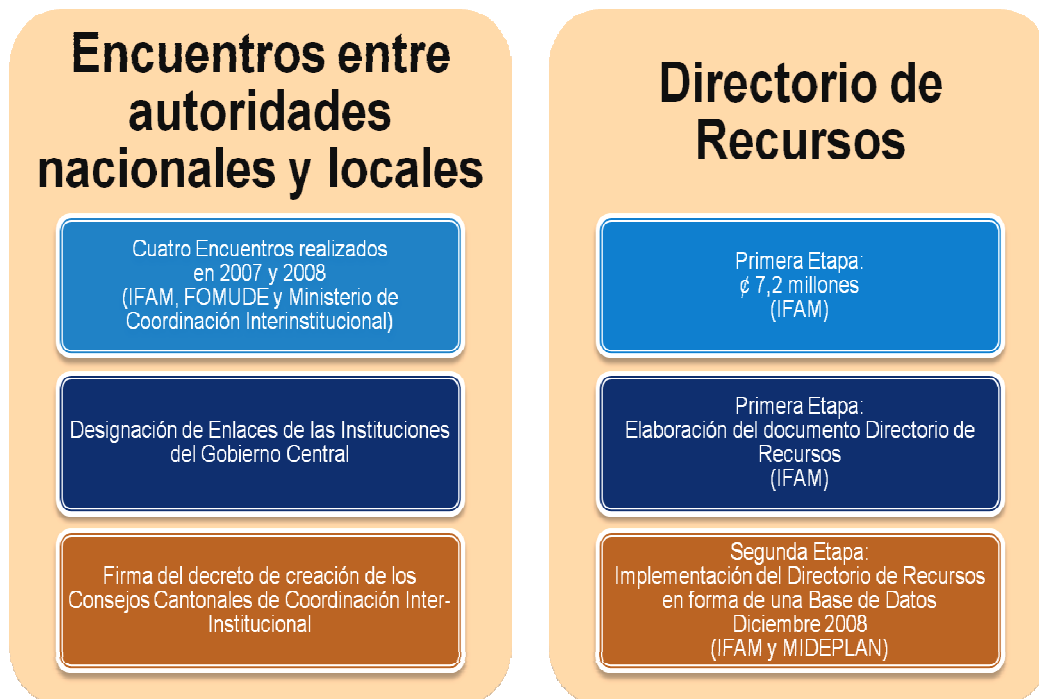 Encuentros entre
autoridades
nacionales y locales
Cuatro Encuentros realizados
en 2007 y 2008
(IFAM, FOMUDE y Ministerio de
Coordinación Interinstitucional)
Designación de Enlaces de las Instituciones
del Gobierno Central
Firma del decreto de creación de los
Consejos Cantonales de Coordinación Inter-
Institucional
Directorio de
Recursos
Primera Etapa:
₡ 7,2 millones
(IFAM)
Primera Etapa:
Elaboración del documento Directorio de
Recursos
(IFAM)
Segunda Etapa:
Implementación del Directorio de Recursos
en forma de una Base de Datos
Diciembre 2008
(IFAM y MIDEPLAN)